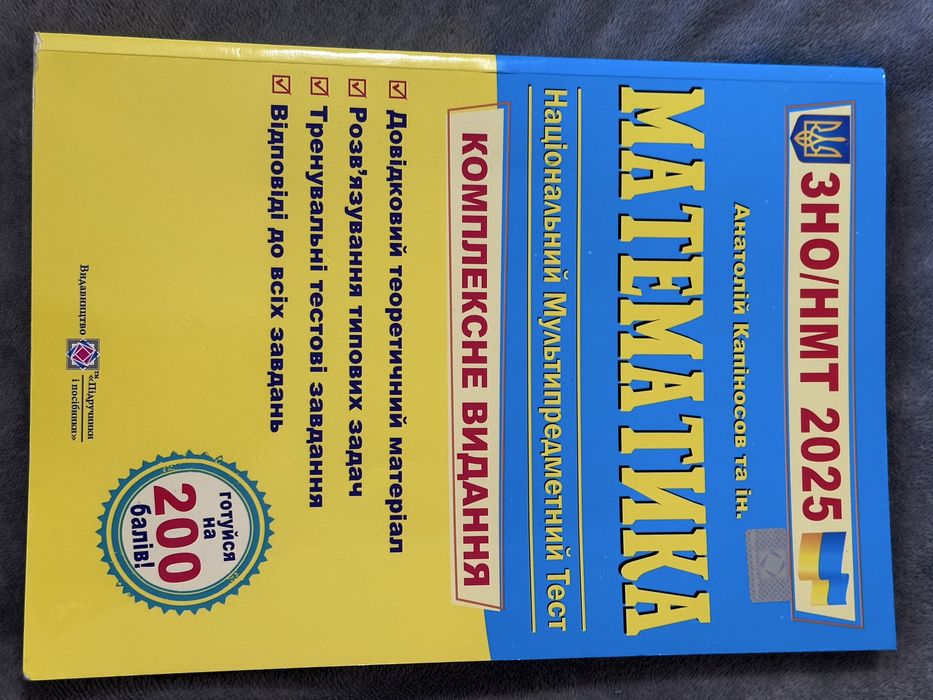 ЗНО/НМТ 2025
Анатолій Капіносов та ін.
МАТЕМАТИКА
Національний Мультипредметний Тест
КОМПЛЕКСНЕ ВИДАННЯ
Довідковий теоретичний матеріал
Розв'язування типових задач
Тренувальні тестові завдання
Відповіді до всіх завдань
готуйся
на
200
балів!
Видавництво
TM
«Підручники
і посібники»